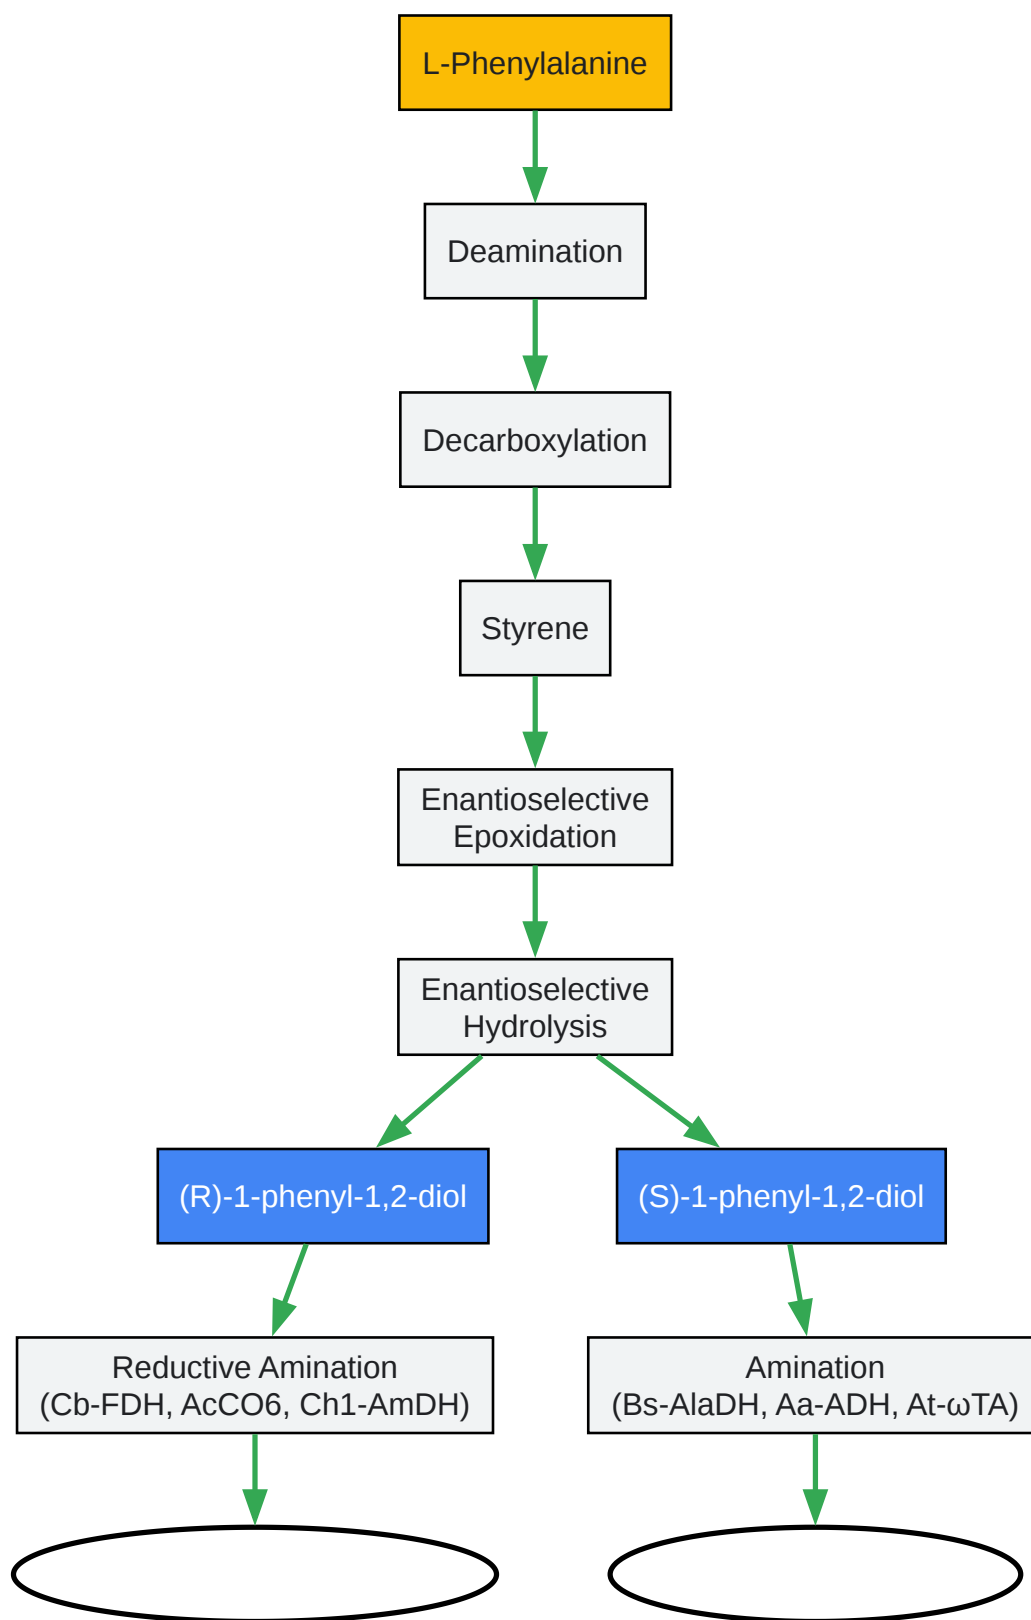 L-Phenylalanine
Deamination
Decarboxylation
Styrene
Enantioselective
Epoxidation
Enantioselective
Hydrolysis
(R)-1-phenyl-1,2-diol
(S)-1-phenyl-1,2-diol
Reductive Amination
(Cb-FDH, AcCO6, Ch1-AmDH)
Amination
(Bs-AlaDH, Aa-ADH, At-ωTA)